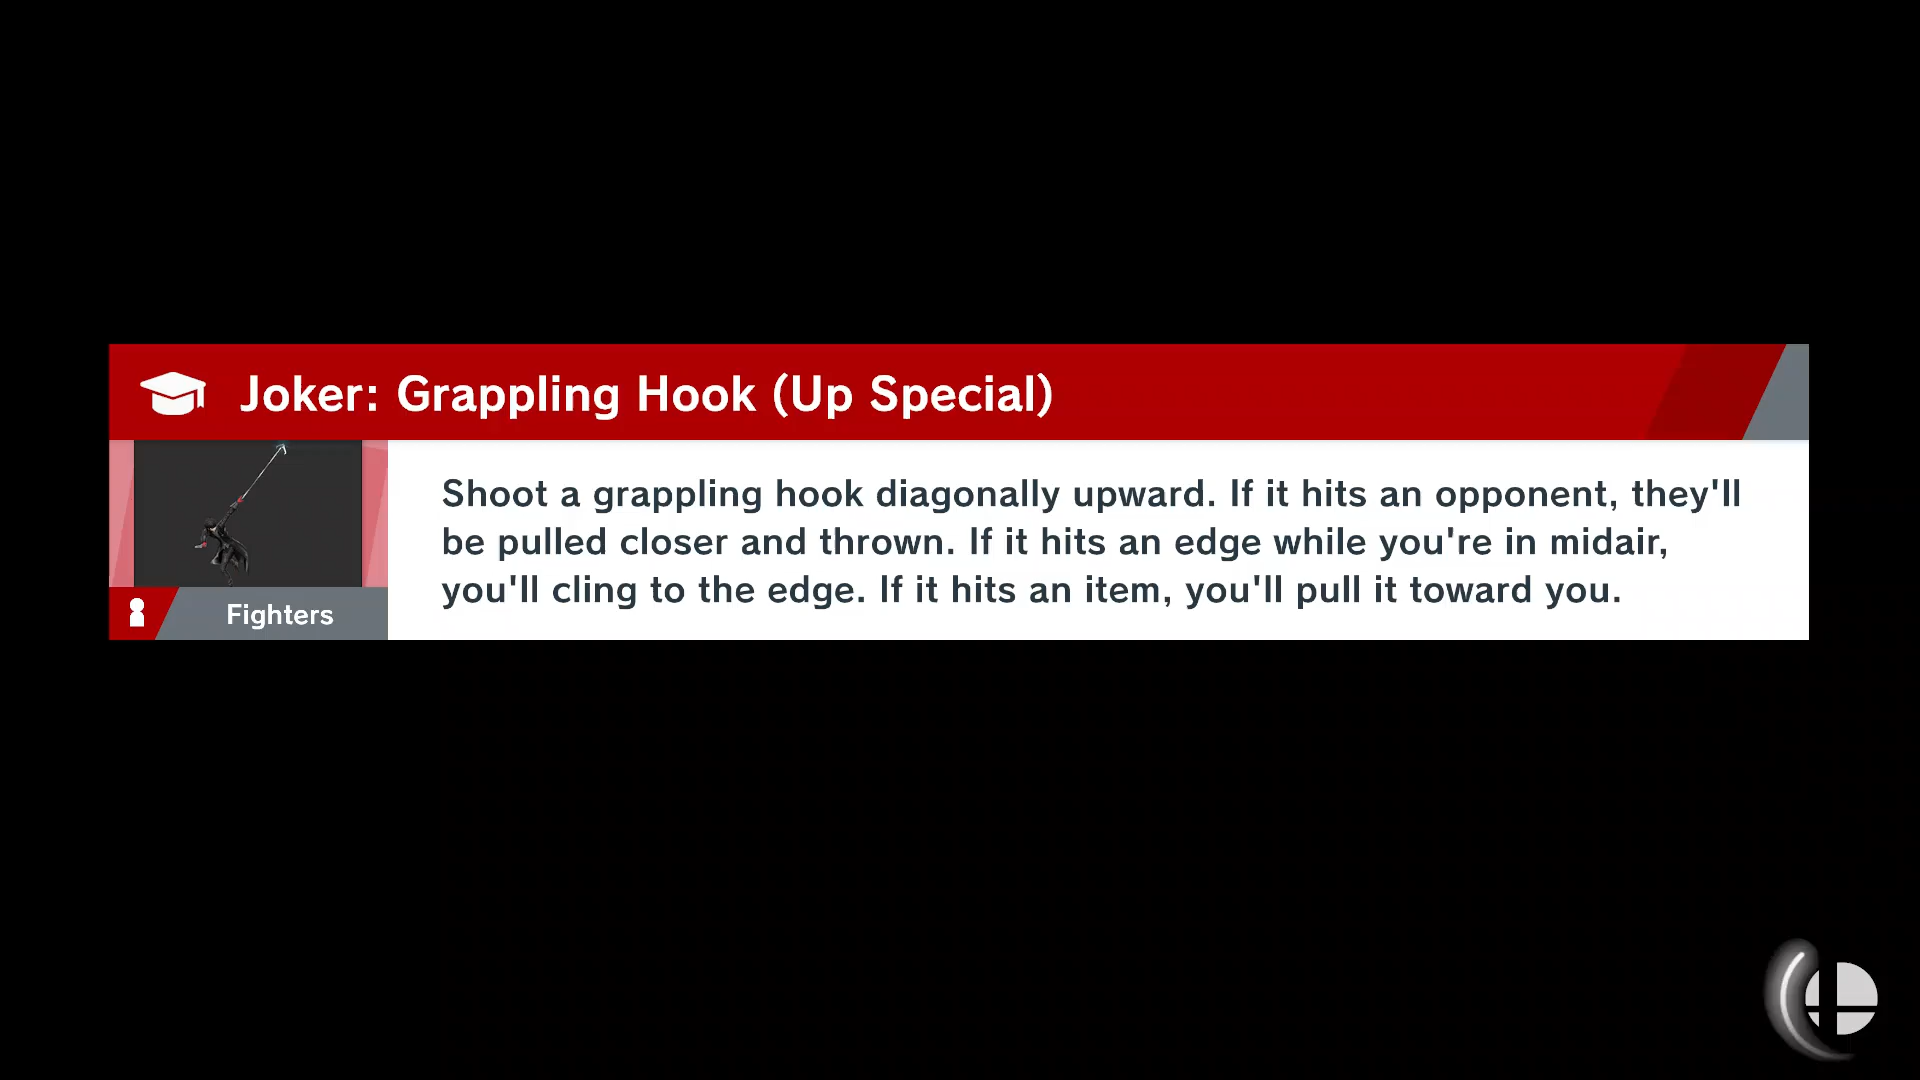 Joker: Grappling Hook (Up Special)
Shoot a grappling hook diagonally upward. If it hits an opponent, they'll
be pulled closer and thrown. If it hits an edge while you're in midair,
you'll cling to the edge. If it hits an item, you'll pull it toward you.
Fighters